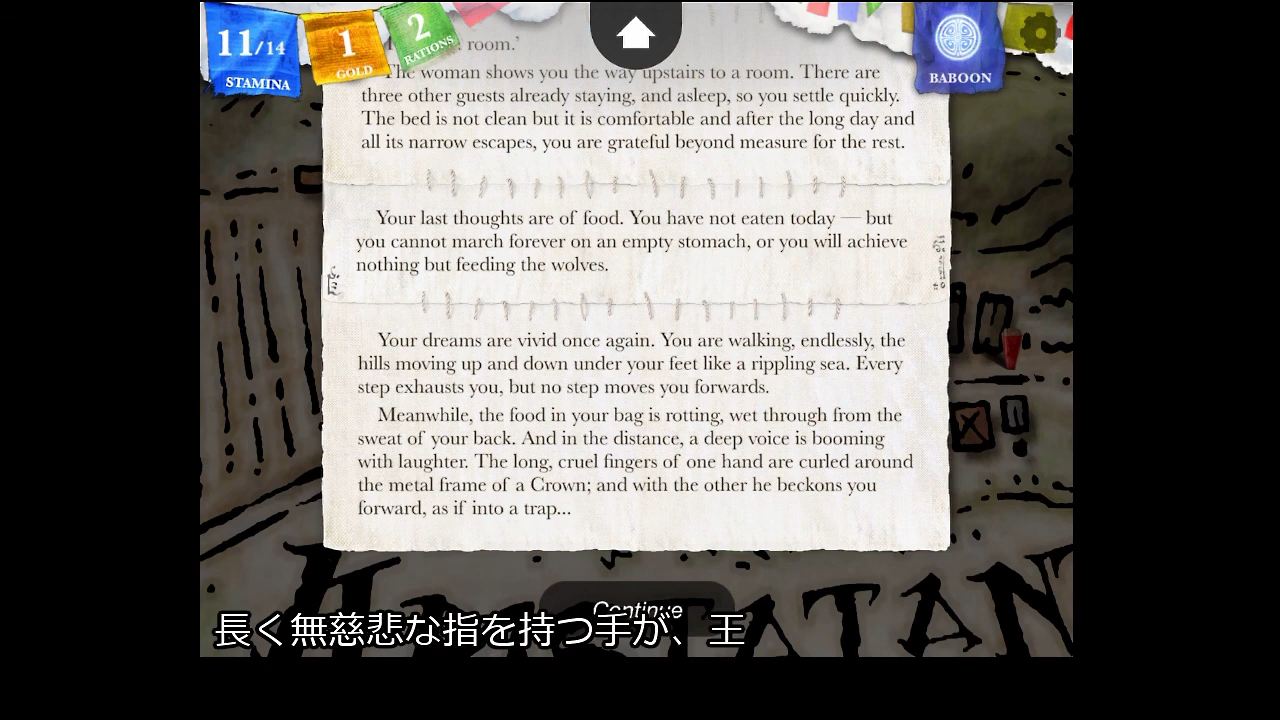 11/14
STAMINA
1
GOLD
2
RATIONS
BABOON
room.’
The woman shows you the way upstairs to a room. There are
three other guests already staying, and asleep, so you settle quickly.
The bed is not clean but it is comfortable and after the long day and
all its narrow escapes, you are grateful beyond measure for the rest.
Your last thoughts are of food. You have not eaten today — but
you cannot march forever on an empty stomach, or you will achieve
nothing but feeding the wolves.
Your dreams are vivid once again. You are walking, endlessly, the
hills moving up and down under your feet like a rippling sea. Every
step exhausts you, but no step moves you forwards.
Meanwhile, the food in your bag is rotting, wet through from the
sweat of your back. And in the distance, a deep voice is booming
with laughter. The long, cruel fingers of one hand are curled around
the metal frame of a Crown; and with the other he beckons you
forward, as if into a trap...
Continue
長く無慈悲な指を持つ手が、王